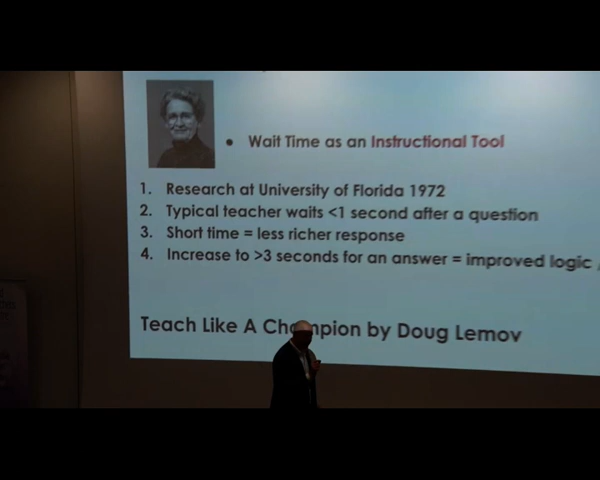 • Wait Time as an Instructional Tool
1. Research at University of Florida 1972
2. Typical teacher waits <1 second after a question
3. Short time = less richer response
4. Increase to >3 seconds for an answer = improved logic
Teach Like A Champion by Doug Lemov